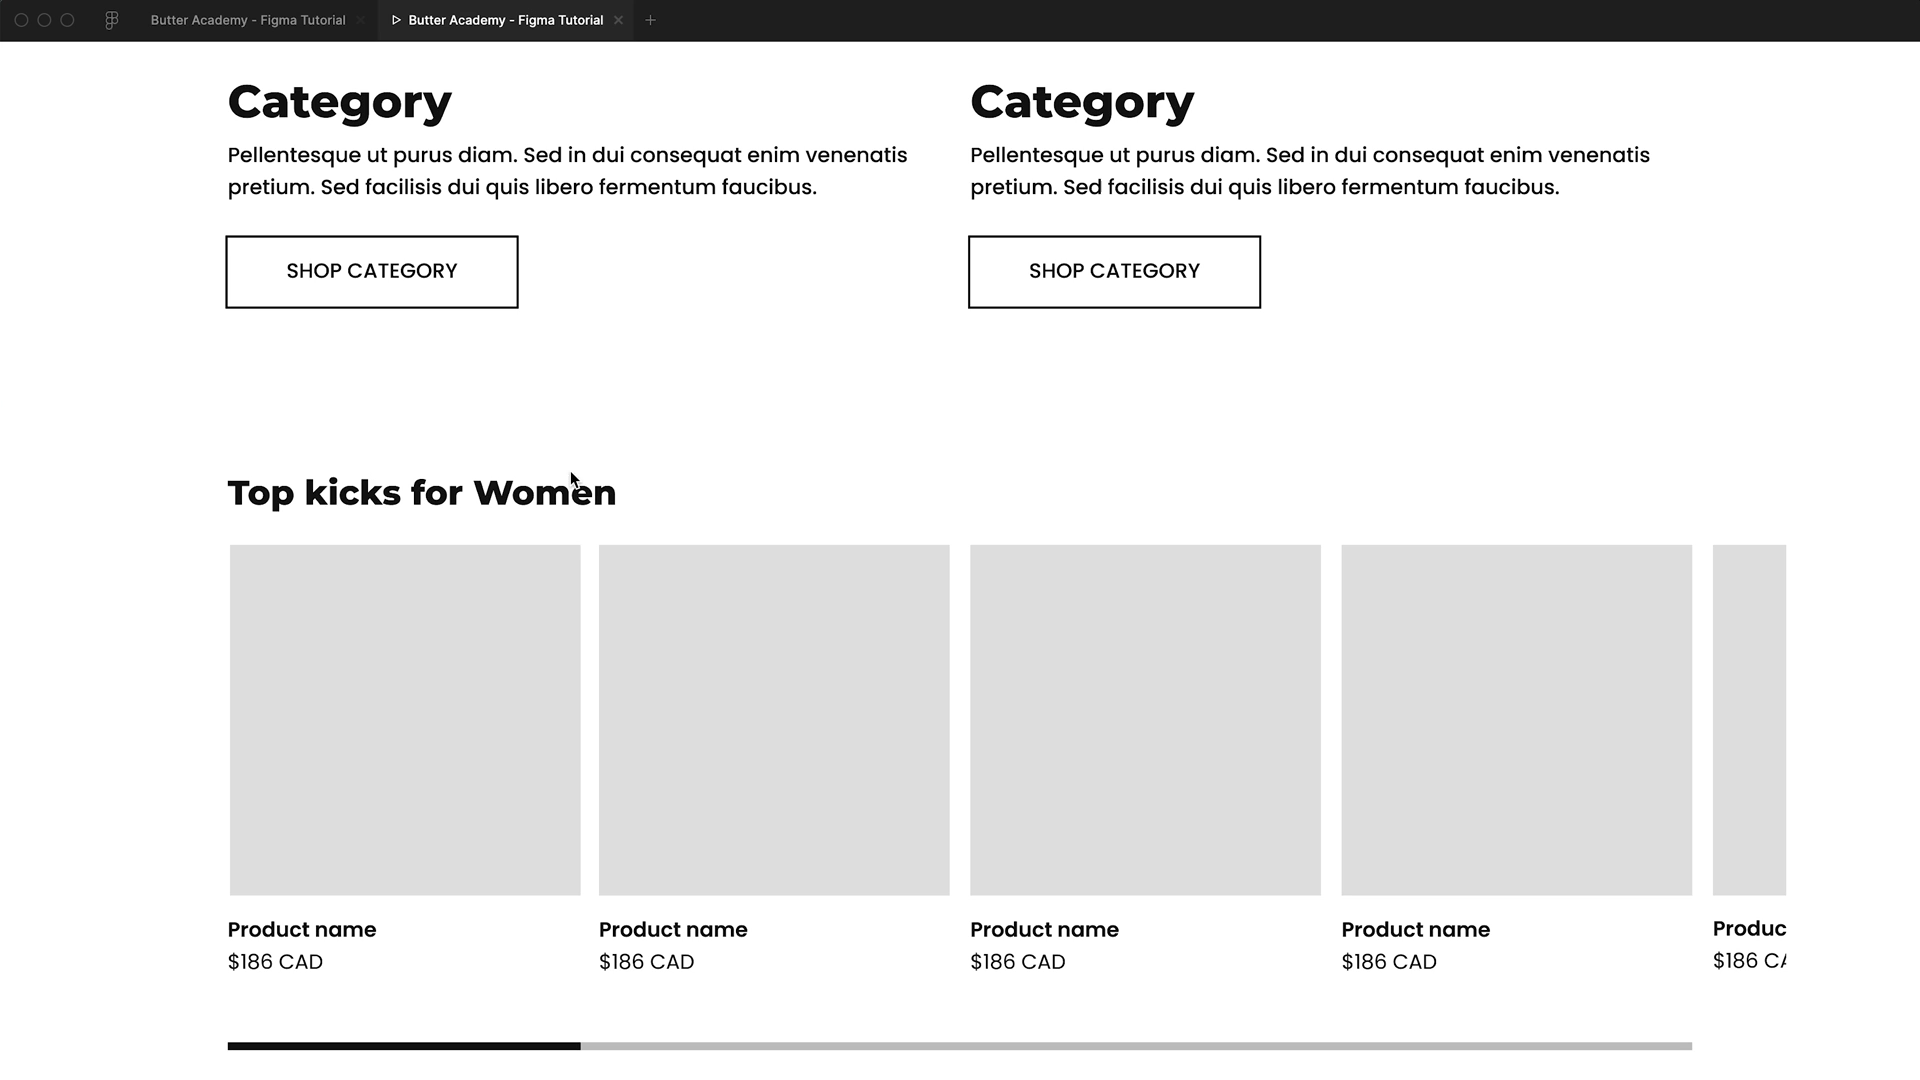 Butter Academy - Figma Tutorial
Butter Academy - Figma Tutorial
Category
Pellentesque ut purus diam. Sed in dui consequat enim venenatis
pretium. Sed facilisis dui quis libero fermentum faucibus.
SHOP CATEGORY
Category
Pellentesque ut purus diam. Sed in dui consequat enim venenatis
pretium. Sed facilisis dui quis libero fermentum faucibus.
SHOP CATEGORY
Top kicks for Women
Product name
$186 CAD
Product name
$186 CAD
Product name
$186 CAD
Product name
$186 CAD
Produc
$186 CA